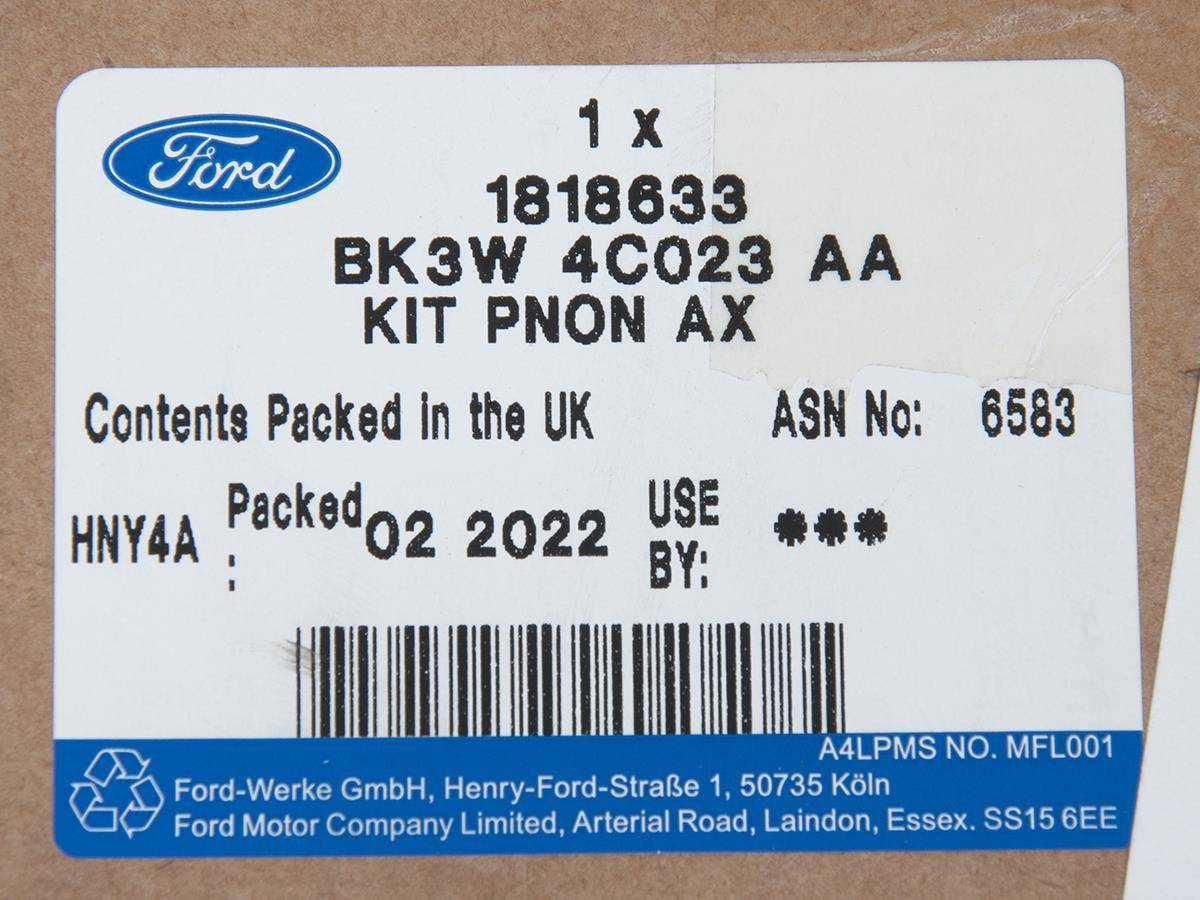 Ford
1 x
1818633
BK3W 4C023 AA
KIT PNON AX
Contents Packed in the UK ASN No: 6583
HNY4A Packed : 02 2022 USE BY: ***
A4LPMS NO. MFL001
Ford-Werke GmbH, Henry-Ford-Straße 1, 50735 Köln
Ford Motor Company Limited, Arterial Road, Laindon, Essex. SS15 6EE